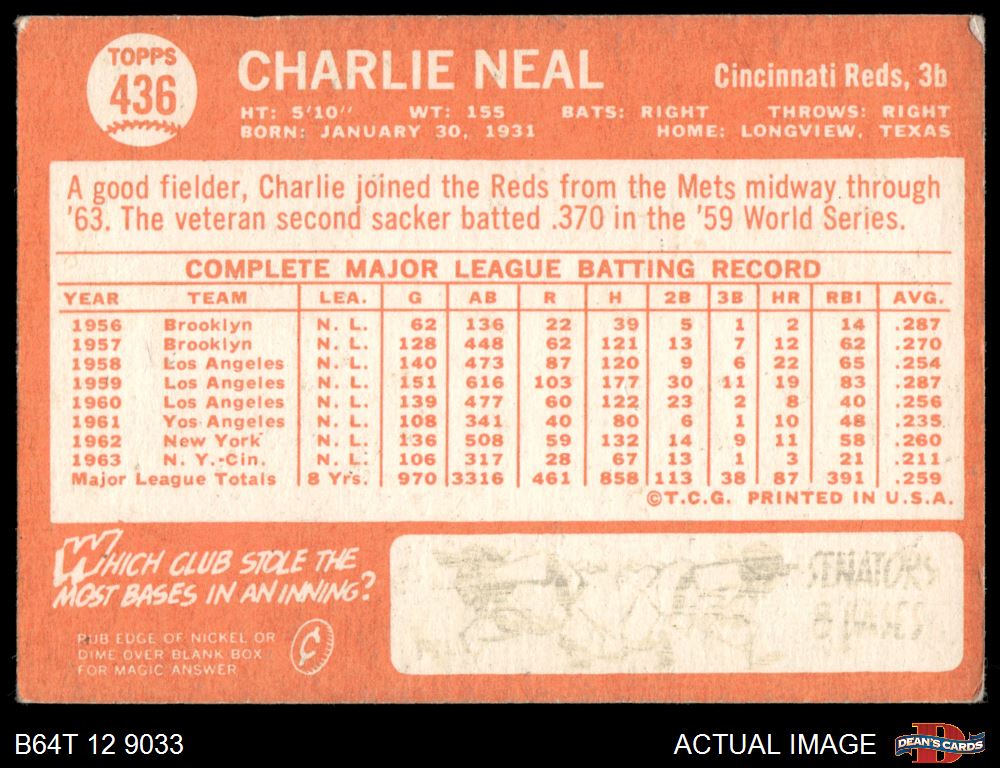 TOPPS
436
CHARLIE NEAL
Cincinnati Reds, 3b
HT: 5'10" WT: 155 BATS: RIGHT THROWS: RIGHT
BORN: JANUARY 30, 1931 HOME: LONGVIEW, TEXAS
A good fielder, Charlie joined the Reds from the Mets midway through
'63. The veteran second sacker batted .370 in the '59 World Series.
COMPLETE MAJOR LEAGUE BATTING RECORD
YEAR TEAM LEA. G AB R H 2B 3B HR RBI AVG.
1956 Brooklyn N. L. 62 136 22 39 5 1 2 14 .287
1957 Brooklyn N. L. 128 448 62 121 13 7 12 62 .270
1958 Los Angeles N. L. 140 473 87 120 9 6 22 65 .254
1959 Los Angeles N. L. 151 616 103 177 30 11 19 83 .287
1960 Los Angeles N. L. 139 477 60 122 23 2 8 40 .256
1961 Yos Angeles N. L. 108 341 40 80 6 1 10 48 .235
1962 New York N. L. 136 508 59 132 14 9 11 58 .260
1963 N. Y.-Cin. N. L. 106 317 28 67 13 1 3 21 .211
Major League Totals 8 Yrs. 970 3316 461 858 113 38 87 391 .259
©T.C.G. PRINTED IN U.S.A.
WHICH CLUB STOLE THE
MOST BASES IN AN INNING?
RUB EDGE OF NICKEL OR
DIME OVER BLANK BOX
FOR MAGIC ANSWER
SENATORS
B64T 12 9033
ACTUAL IMAGE
D
DEAN'S CARDS